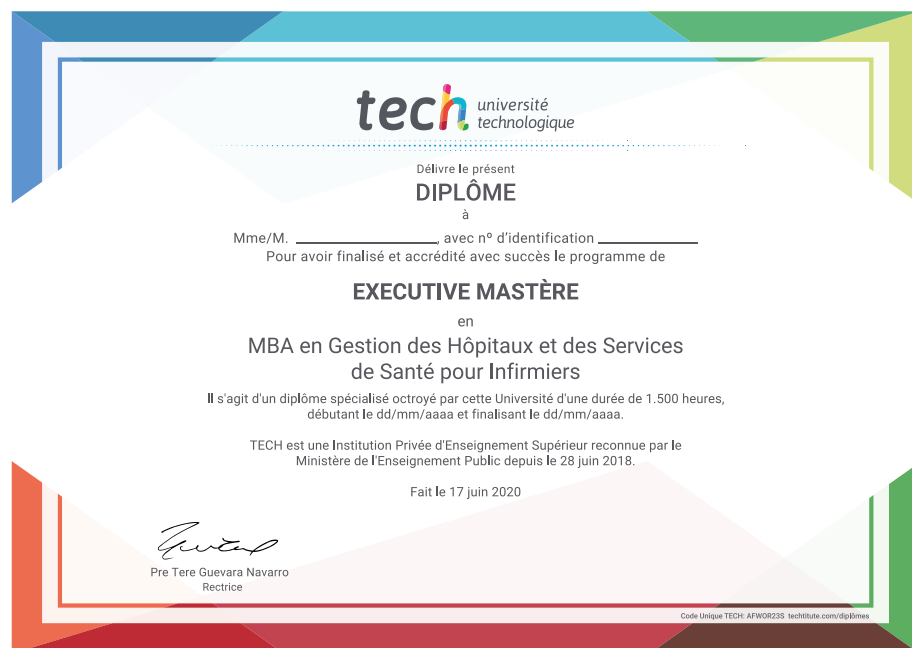 tech université
technologique
Délivre le présent
DIPLÔME
à
Mme/M. ____________________, avec nº d'identification ______________
Pour avoir finalisé et accrédité avec succès le programme de
EXECUTIVE MASTÈRE
en
MBA en Gestion des Hôpitaux et des Services
de Santé pour Infirmiers
Il s'agit d'un diplôme spécialisé octroyé par cette Université d'une durée de 1.500 heures,
débutant le dd/mm/aaaa et finalisant le dd/mm/aaaa.
TECH est une Institution Privée d'Enseignement Supérieur reconnue par le
Ministère de l'Enseignement Public depuis le 28 juin 2018.
Fait le 17 juin 2020
Pre Tere Guevara Navarro
Rectrice
Code Unique TECH: AFWOR23S techtitute.com/diplômes